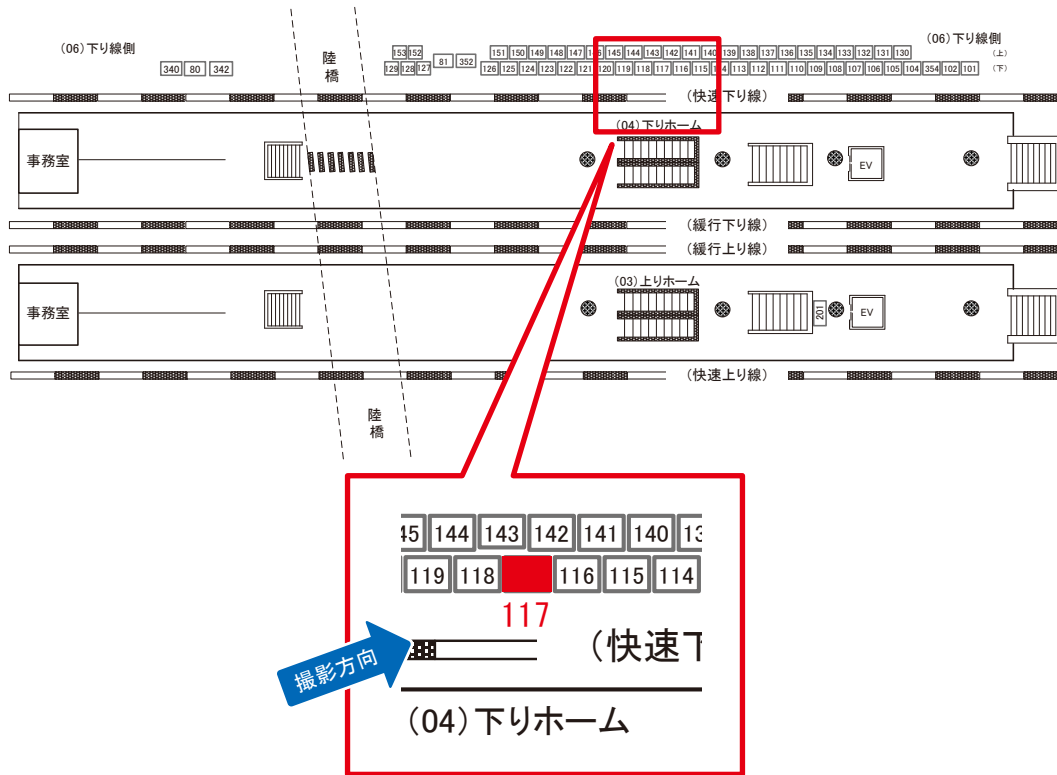 (06)下り線側
陸橋
(06)下り線側
153 152
151 150 149 148 147 146 145 144 143 142 141 140 139 138 137 136 135 134 133 132 131 130 (上)
340 80 342
129 128 127 81 352
126 125 124 123 122 121 120 119 118 117 116 115 114 113 112 111 110 109 108 107 106 105 104 354 102 101 (下)
(快速下り線)
(04)下りホーム
事務室
EV
(緩行下り線)
(緩行上り線)
(03)上りホーム
事務室
201
EV
(快速上り線)
陸橋
144 143 142 141 140
119 118 116 115 114
117
撮影方向
(快速下
(04)下りホーム